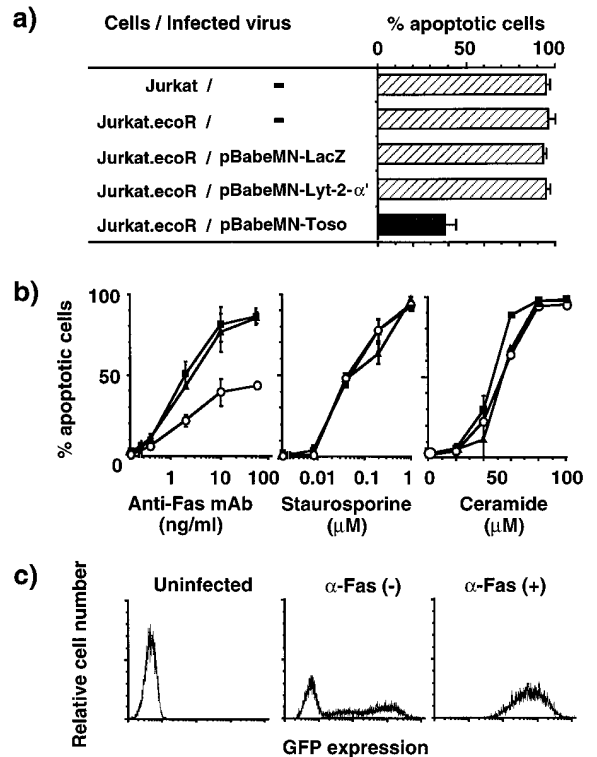 a)
Cells / Infected virus
% apoptotic cells
0 50 100
Jurkat / -
Jurkat.ecoR / -
Jurkat.ecoR / pBabeMN-LacZ
Jurkat.ecoR / pBabeMN-Lyt-2-α'
Jurkat.ecoR / pBabeMN-Toso
b)
% apoptotic cells
100
50
0
1 10 100
Anti-Fas mAb
(ng/ml)
0.01 0.1 1
Staurosporine
(μM)
0 50 100
Ceramide
(μM)
c)
Relative cell number
Uninfected
α-Fas (-)
α-Fas (+)
GFP expression